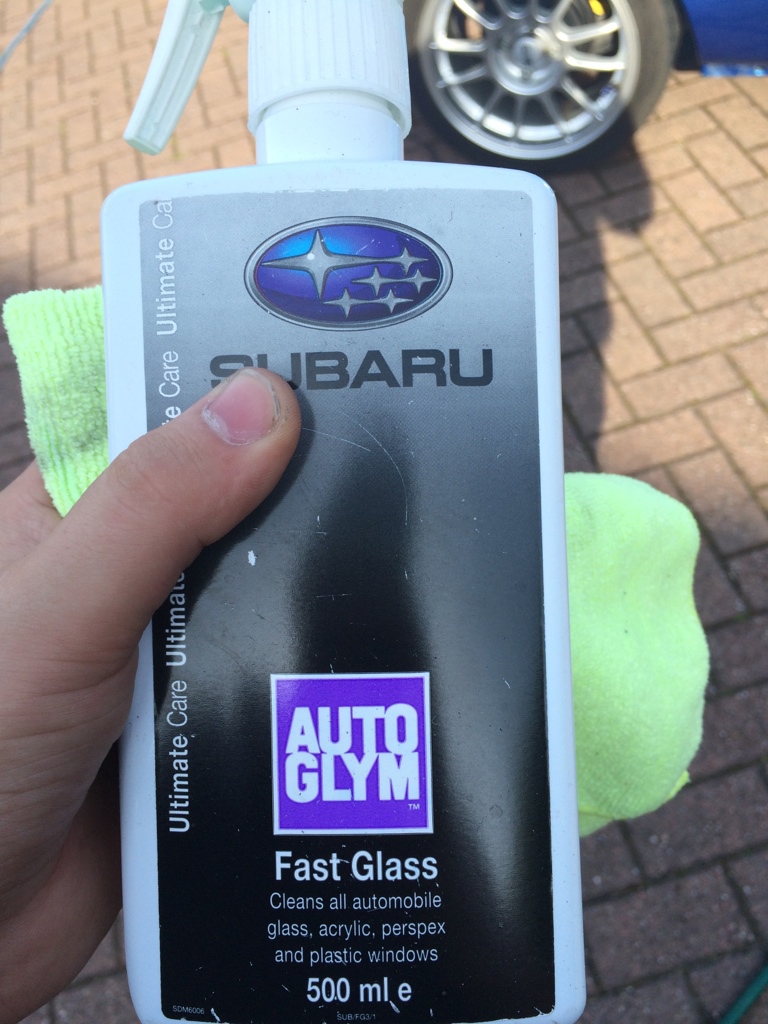 SUBARU
Ultimate Care Ultimate Care Ultimate Ca
AUTO
GLYM
TM
Fast Glass
Cleans all automobile
glass, acrylic, perspex
and plastic windows
500 ml e
SDM6006
SUB/FG3/1